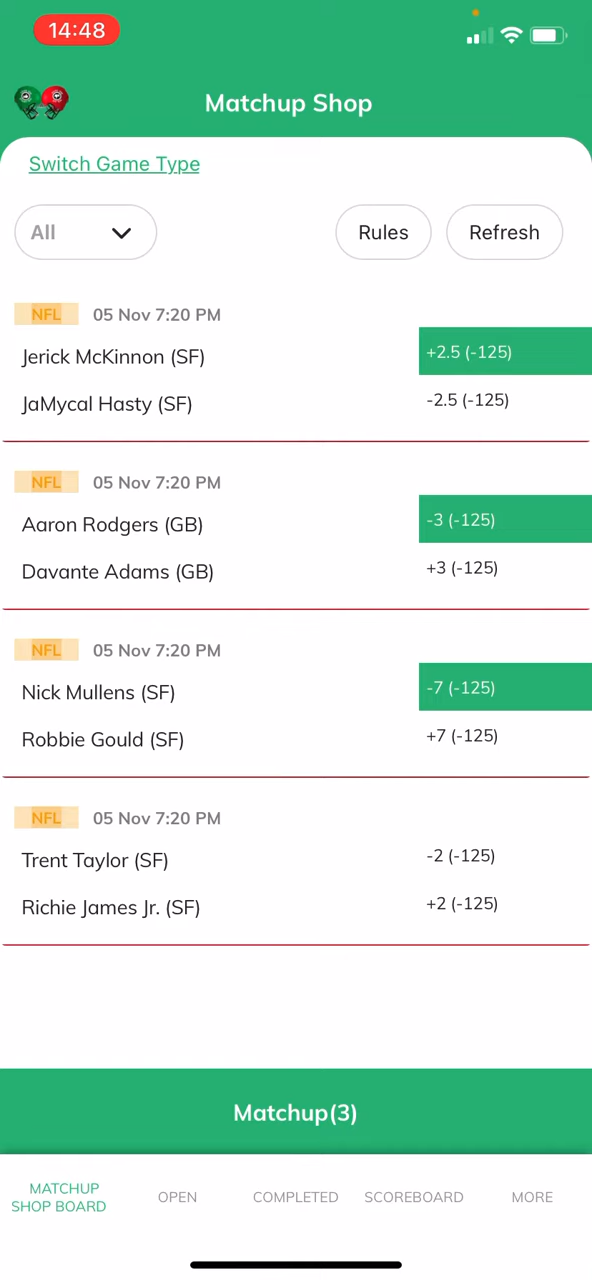 14:48
Matchup Shop
Switch Game Type
All
Rules
Refresh
NFL 05 Nov 7:20 PM
Jerick McKinnon (SF) +2.5 (-125)
JaMycal Hasty (SF) -2.5 (-125)
NFL 05 Nov 7:20 PM
Aaron Rodgers (GB) -3 (-125)
Davante Adams (GB) +3 (-125)
NFL 05 Nov 7:20 PM
Nick Mullens (SF) -7 (-125)
Robbie Gould (SF) +7 (-125)
NFL 05 Nov 7:20 PM
Trent Taylor (SF) -2 (-125)
Richie James Jr. (SF) +2 (-125)
Matchup(3)
MATCHUP
SHOP BOARD
OPEN
COMPLETED
SCOREBOARD
MORE